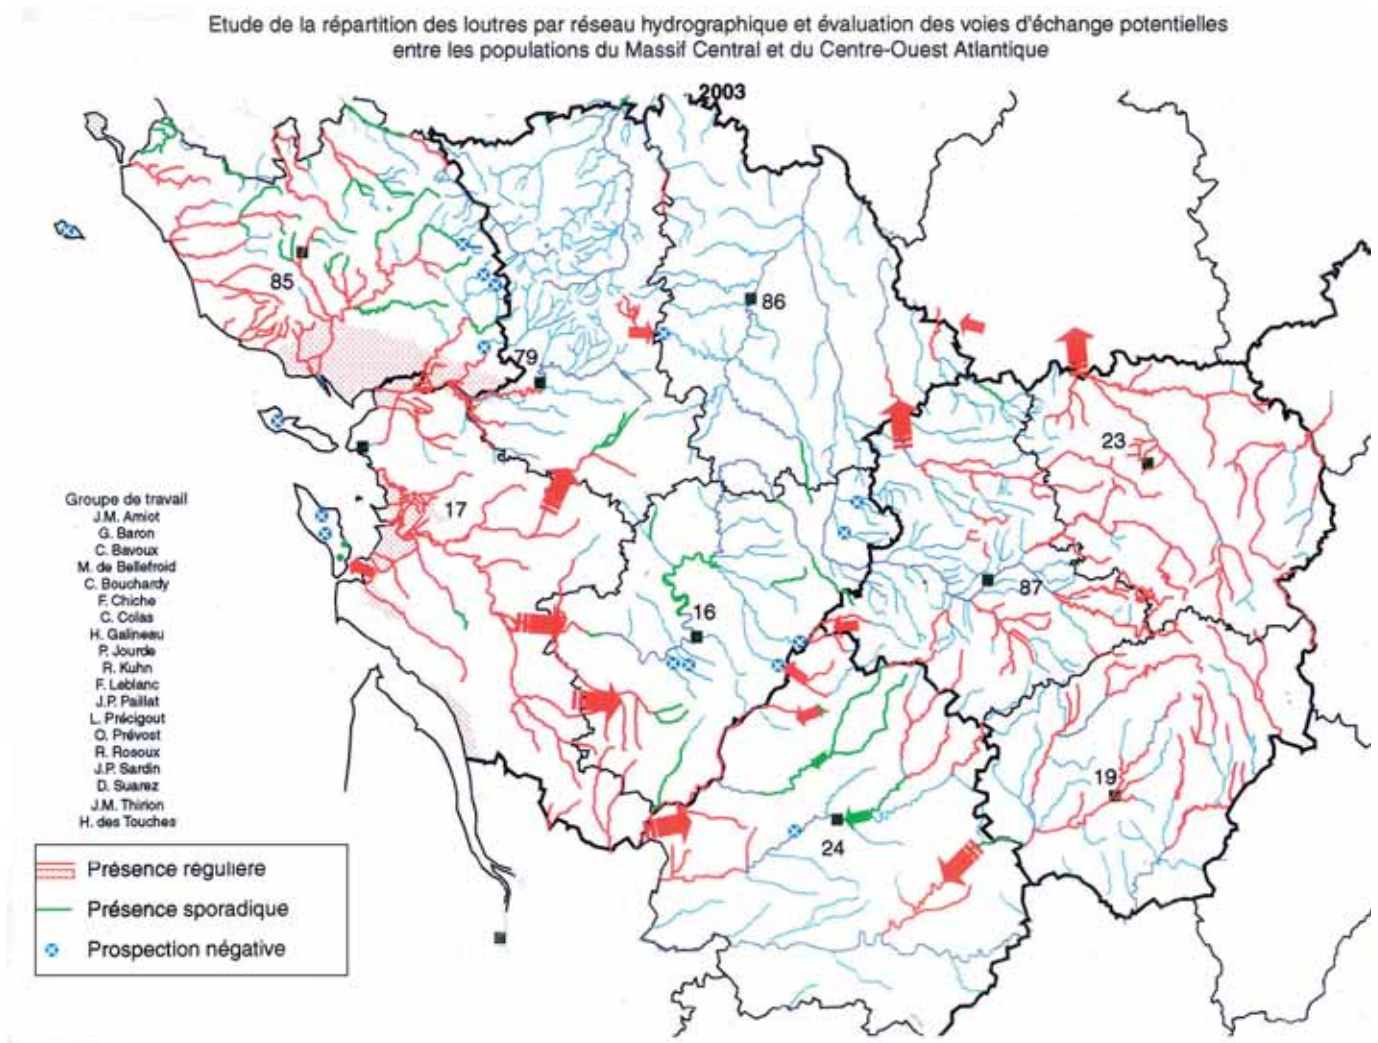 Etude de la répartition des loutres par réseau hydrographique et évaluation des voies d'échange potentielles
entre les populations du Massif Central et du Centre-Ouest Atlantique
2003
85
86
79
23
17
87
16
19
24
Groupe de travail
J.M. Amiot
G. Baron
C. Bavoux
M. de Bellefroid
C. Bouchardy
F. Chiche
C. Colas
H. Galineau
P. Jourde
R. Kuhn
F. Leblanc
J.P. Paillat
L. Précigout
O. Prévost
R. Rosoux
J.P. Sardin
D. Suarez
J.M. Thirion
H. des Touches
Présence régulière
Présence sporadique
Prospection négative